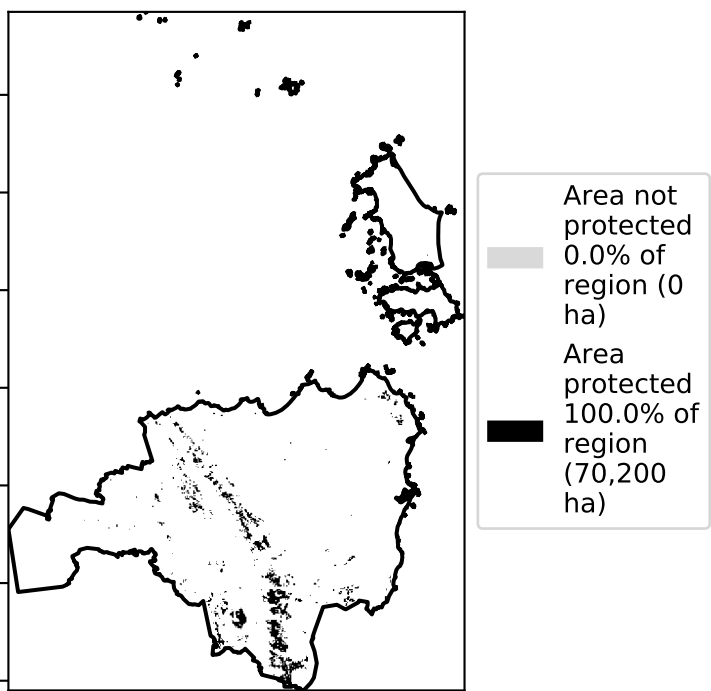 Area not
protected
0.0% of
region (0
ha)
Area
protected
100.0% of
region
(70,200
ha)